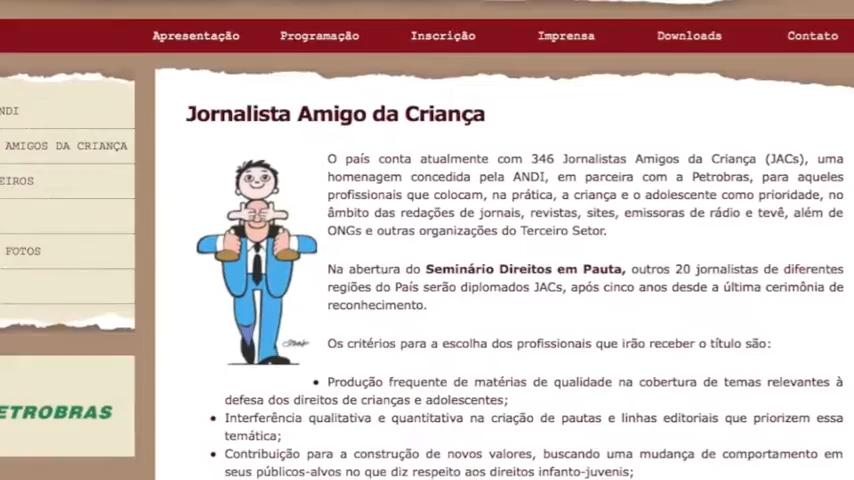 Apresentação Programação Inscrição Imprensa Downloads Contato
NDI
AMIGOS DA CRIANÇA
EIROS
FOTOS
ETROBRAS
Jornalista Amigo da Criança
O país conta atualmente com 346 Jornalistas Amigos da Criança (JACs), uma
homenagem concedida pela ANDI, em parceira com a Petrobras, para aqueles
profissionais que colocam, na prática, a criança e o adolescente como prioridade, no
âmbito das redações de jornais, revistas, sites, emissoras de rádio e tevê, além de
ONGs e outras organizações do Terceiro Setor.
Na abertura do Seminário Direitos em Pauta, outros 20 jornalistas de diferentes
regiões do País serão diplomados JACs, após cinco anos desde a última cerimônia de
reconhecimento.
Os critérios para a escolha dos profissionais que irão receber o título são:
• Produção frequente de matérias de qualidade na cobertura de temas relevantes à
defesa dos direitos de crianças e adolescentes;
• Interferência qualitativa e quantitativa na criação de pautas e linhas editoriais que priorizem essa
temática;
• Contribuição para a construção de novos valores, buscando uma mudança de comportamento em
seus públicos-alvos no que diz respeito aos direitos infanto-juvenis;